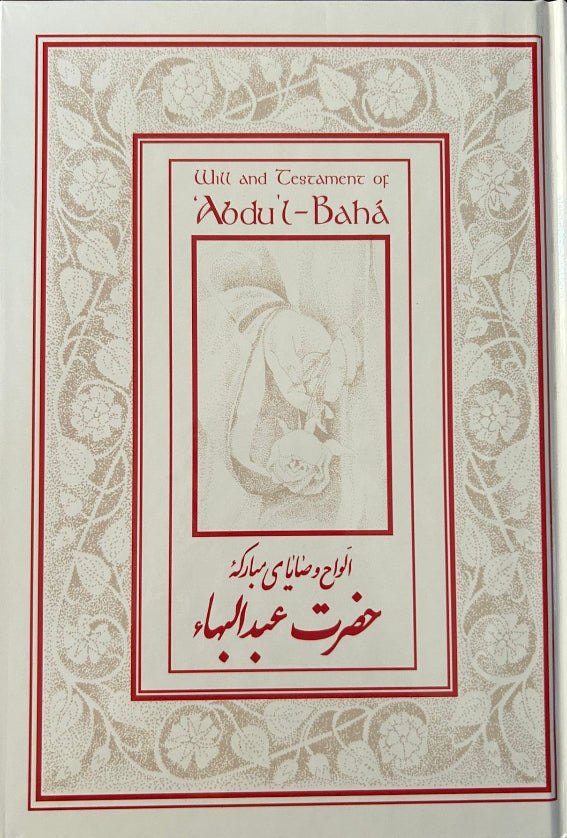 Will and Testament of
‘Abdu'l-Bahá
الواح وصایای مبارکهٔ
حضرت عبدالبهاء